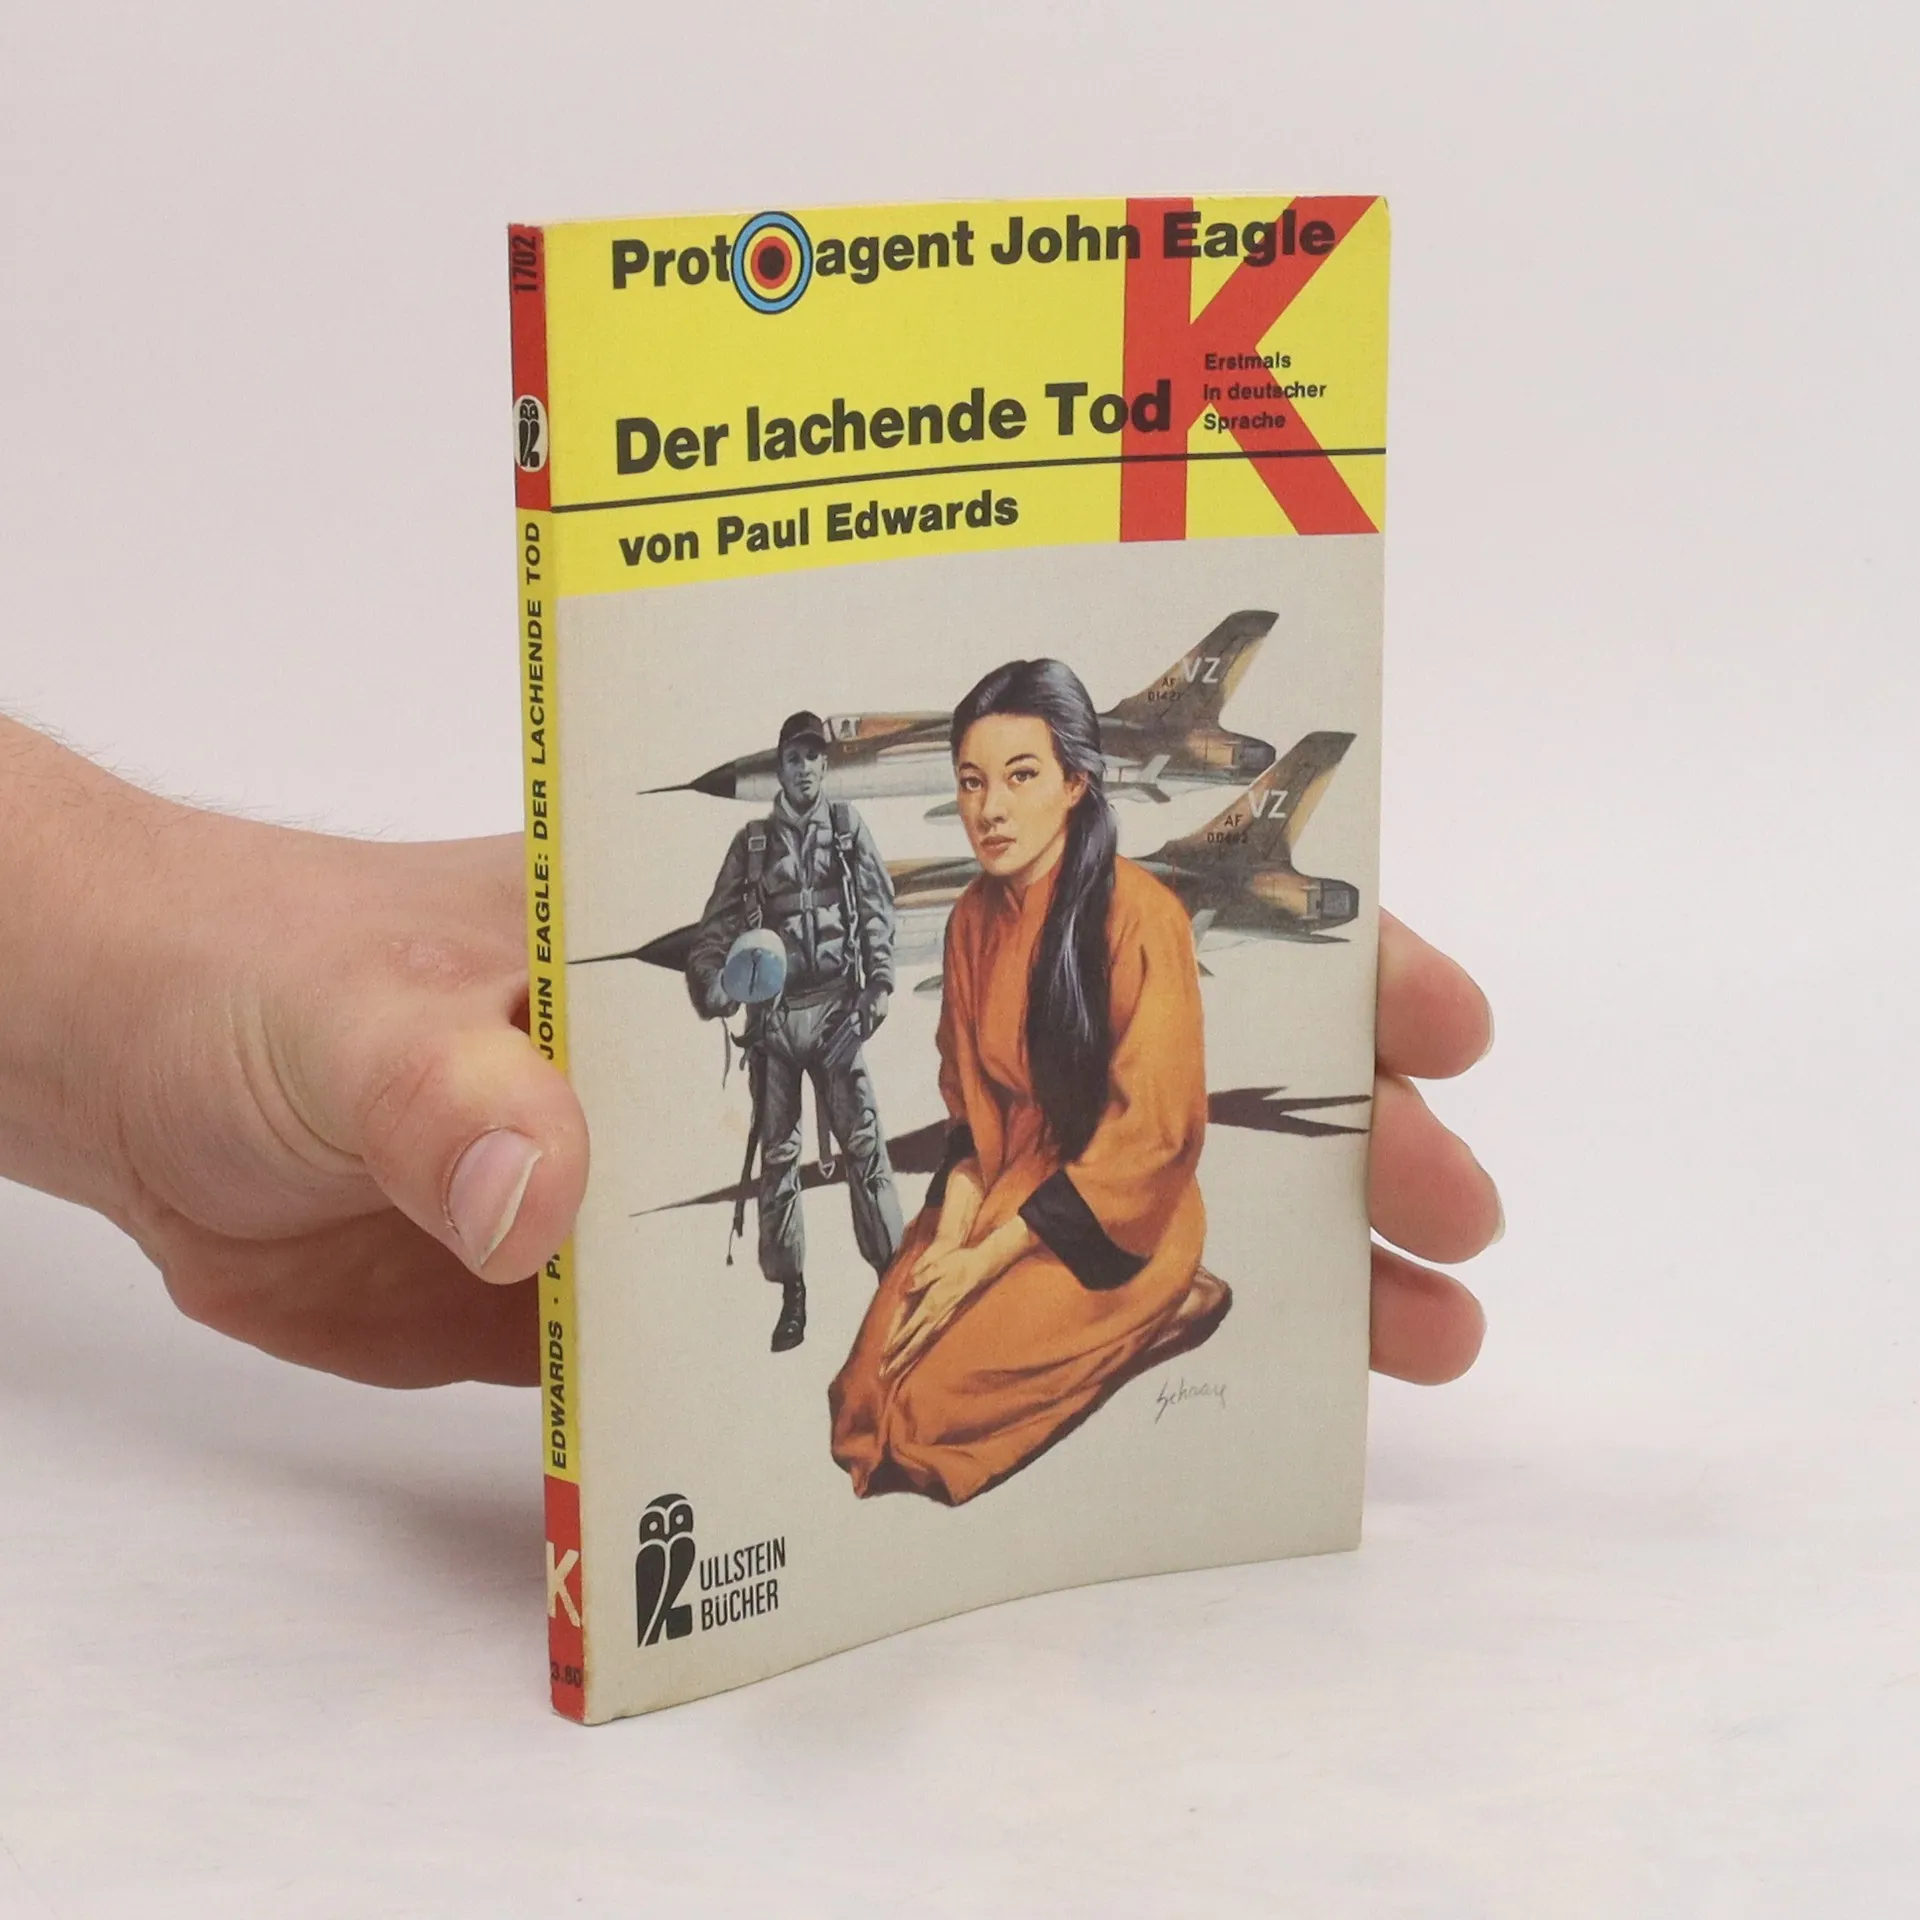 Protoagent John Eagle
K
Erstmals
in deutscher
Sprache
Der lachende Tod
von Paul Edwards
VZ
AF
VZ
AF
ULLSTEIN
BÜCHER
1702
EDWARDS · P JOHN EAGLE: DER LACHENDE TOD
K
3.80